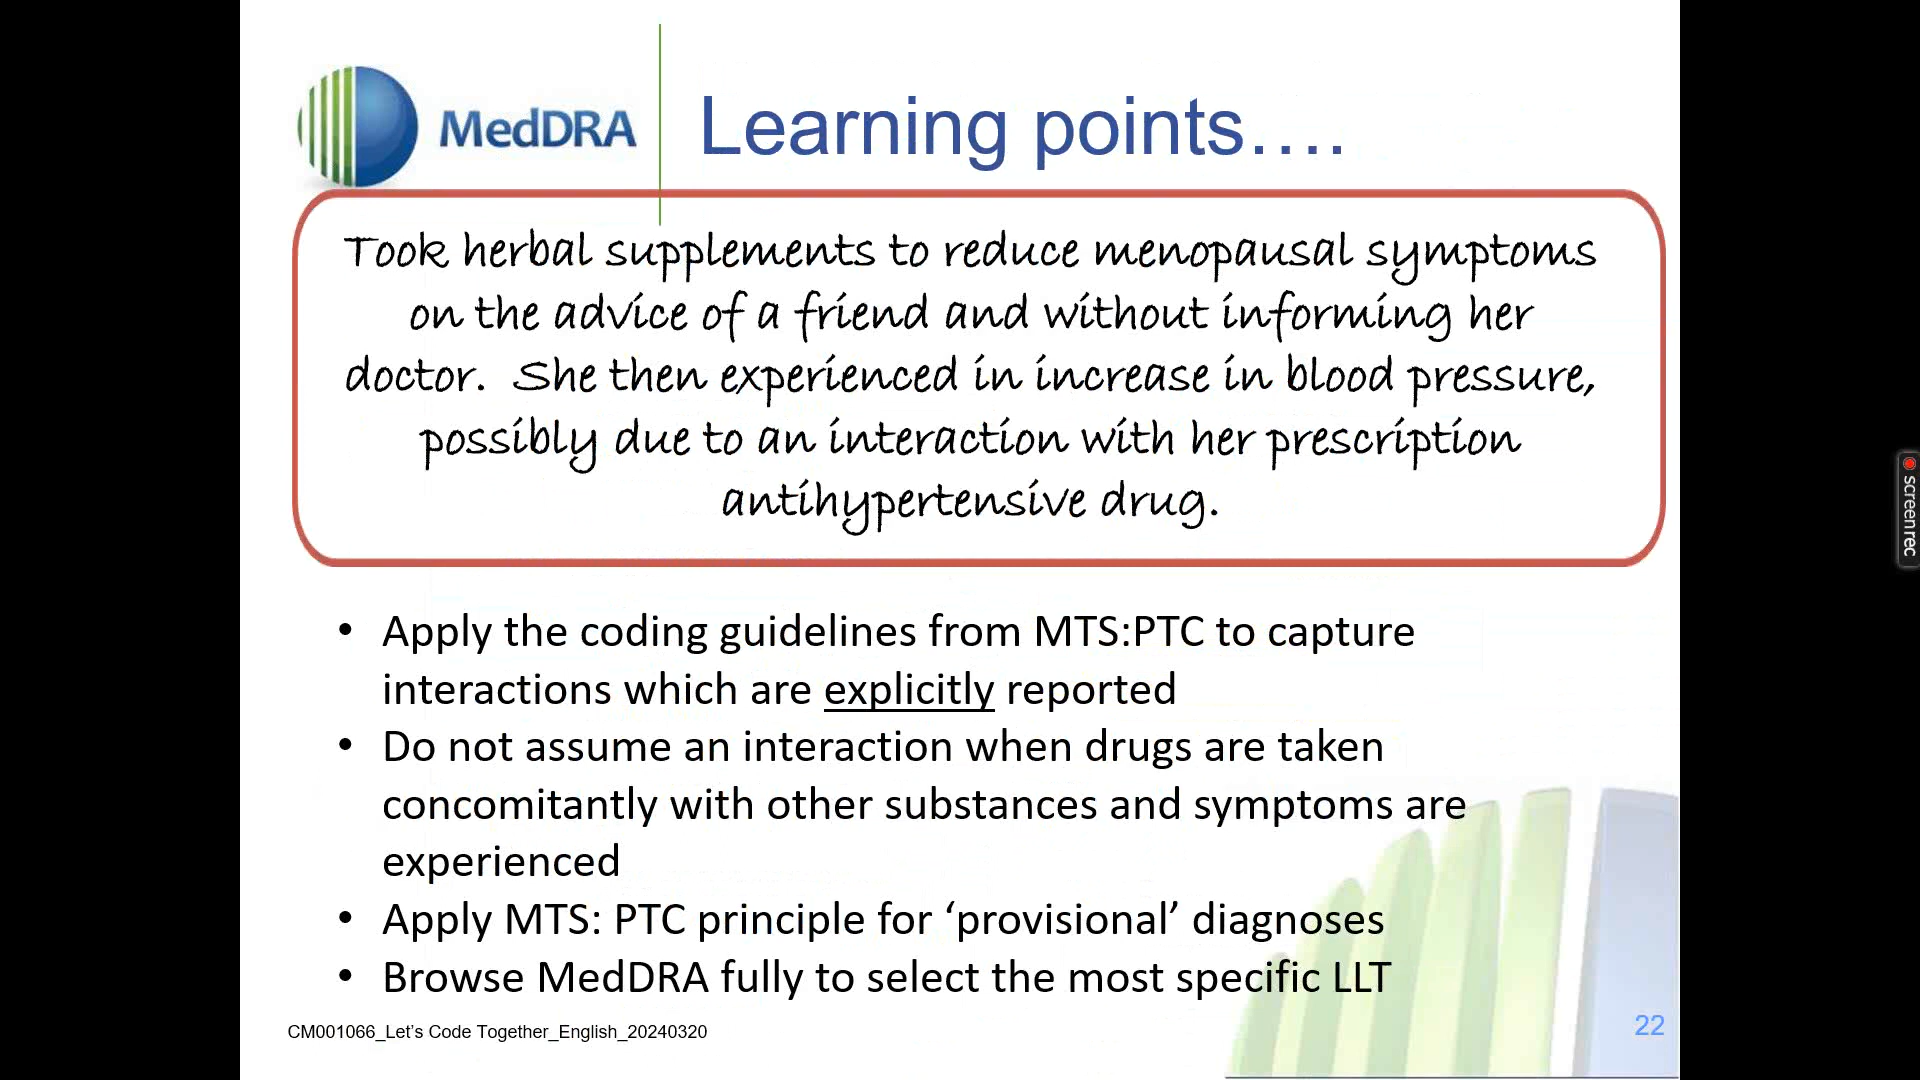 MedDRA
Learning points….
Took herbal supplements to reduce menopausal symptoms
on the advice of a friend and without informing her
doctor. She then experienced in increase in blood pressure,
possibly due to an interaction with her prescription
antihypertensive drug.
• Apply the coding guidelines from MTS:PTC to capture
interactions which are explicitly reported
• Do not assume an interaction when drugs are taken
concomitantly with other substances and symptoms are
experienced
• Apply MTS: PTC principle for ‘provisional’ diagnoses
• Browse MedDRA fully to select the most specific LLT
CM001066_Let’s Code Together_English_20240320
22
screenrec